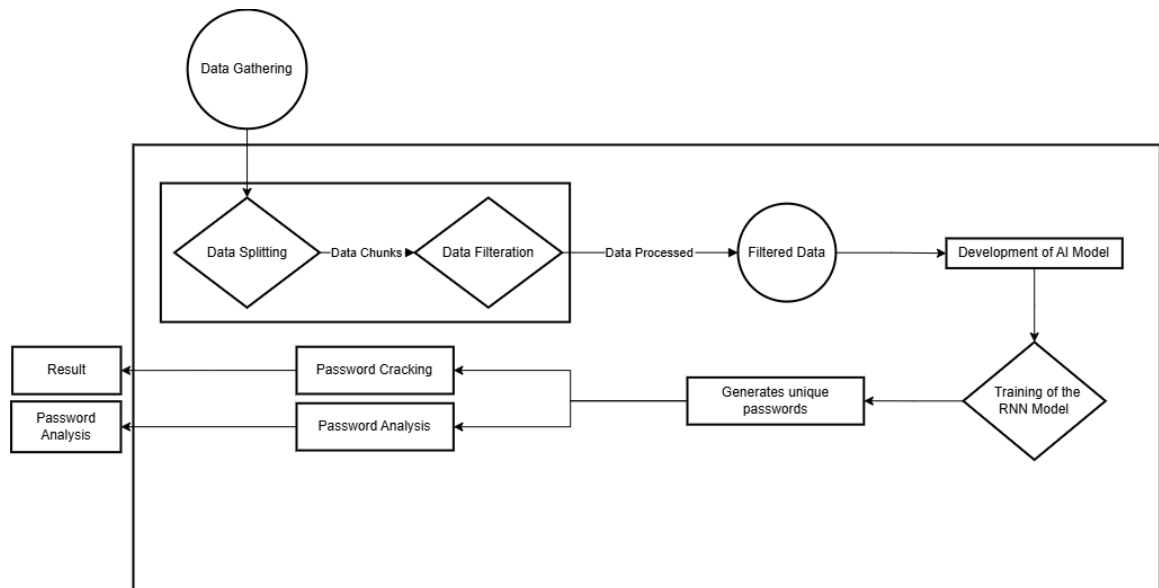 Data Gathering
Data Splitting
Data Chunks
Data Filteration
Data Processed
Filtered Data
Development of AI Model
Training of the
RNN Model
Generates unique
passwords
Password Cracking
Result
Password Analysis
Password
Analysis